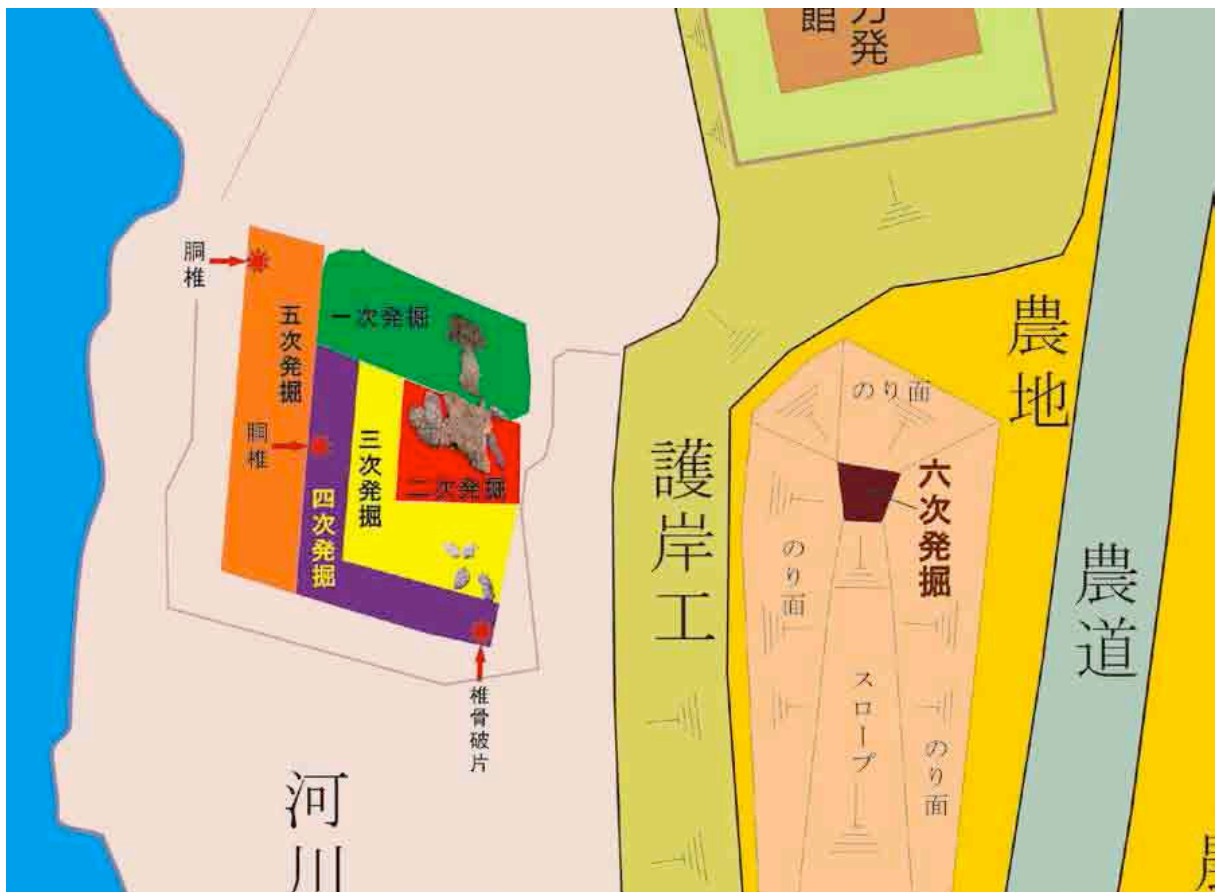 館
力発
胴椎
五次発掘
一次発掘
胴椎
三次発掘
二次発掘
四次発掘
椎骨破片
河川
護岸工
のり面
のり面
スロープ
のり面
六次発掘
農地
農道